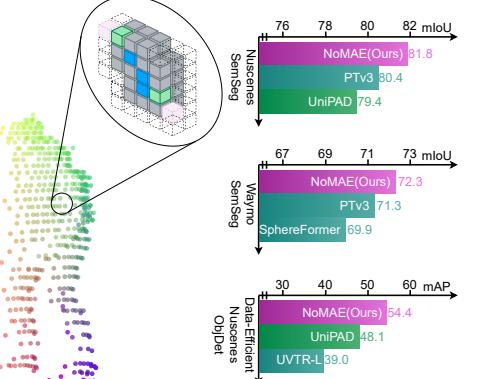 76 78 80 82 mIoU
Nuscenes
SemSeg
NoMAE(Ours) 81.8
PTv3 80.4
UniPAD 79.4
67 69 71 73 mIoU
Waymo
SemSeg
NoMAE(Ours) 72.3
PTv3 71.3
SphereFormer 69.9
30 40 50 60 mAP
Data-Efficient
Nuscenes
ObjDet
NoMAE(Ours) 54.4
UniPAD 48.1
UVTR-L 39.0